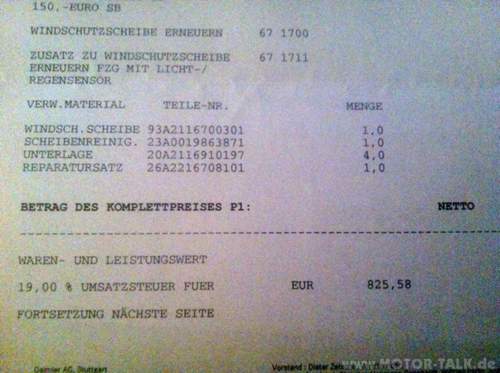 150,-EURO SB
WINDSCHUTZSCHEIBE ERNEUERN 67 1700
ZUSATZ ZU WINDSCHUTZSCHEIBE 67 1711
ERNEUERN FZG MIT LICHT-/
REGENSENSOR
VERW.MATERIAL TEILE-NR. MENGE
WINDSCH.SCHEIBE 93A2116700301 1,0
SCHEIBENREINIG. 23A0019863871 1,0
UNTERLAGE 20A2116910197 4,0
REPARATURSATZ 26A2216708101 1,0
BETRAG DES KOMPLETTPREISES P1: NETTO
WAREN- UND LEISTUNGSWERT
19,00 % UMSATZSTEUER FUER EUR 825,58
FORTSETZUNG NÄCHSTE SEITE
Daimler AG, Stuttgart Vorstand: Dieter
www.MOTOR-TALK.de